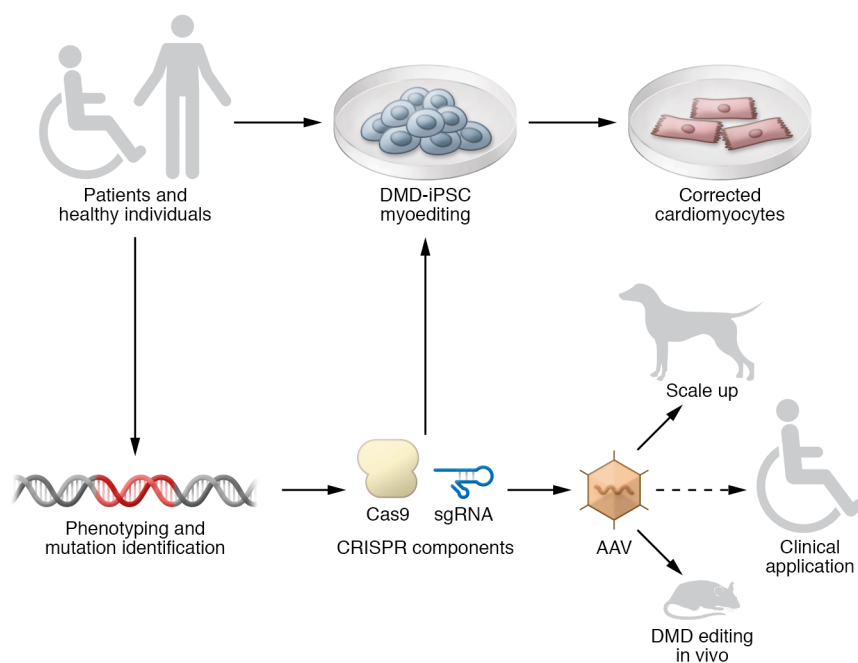 Patients and
healthy individuals
DMD-iPSC
myoediting
Corrected
cardiomyocytes
Scale up
Phenotyping and
mutation identification
Cas9
sgRNA
CRISPR components
AAV
Clinical
application
DMD editing
in vivo